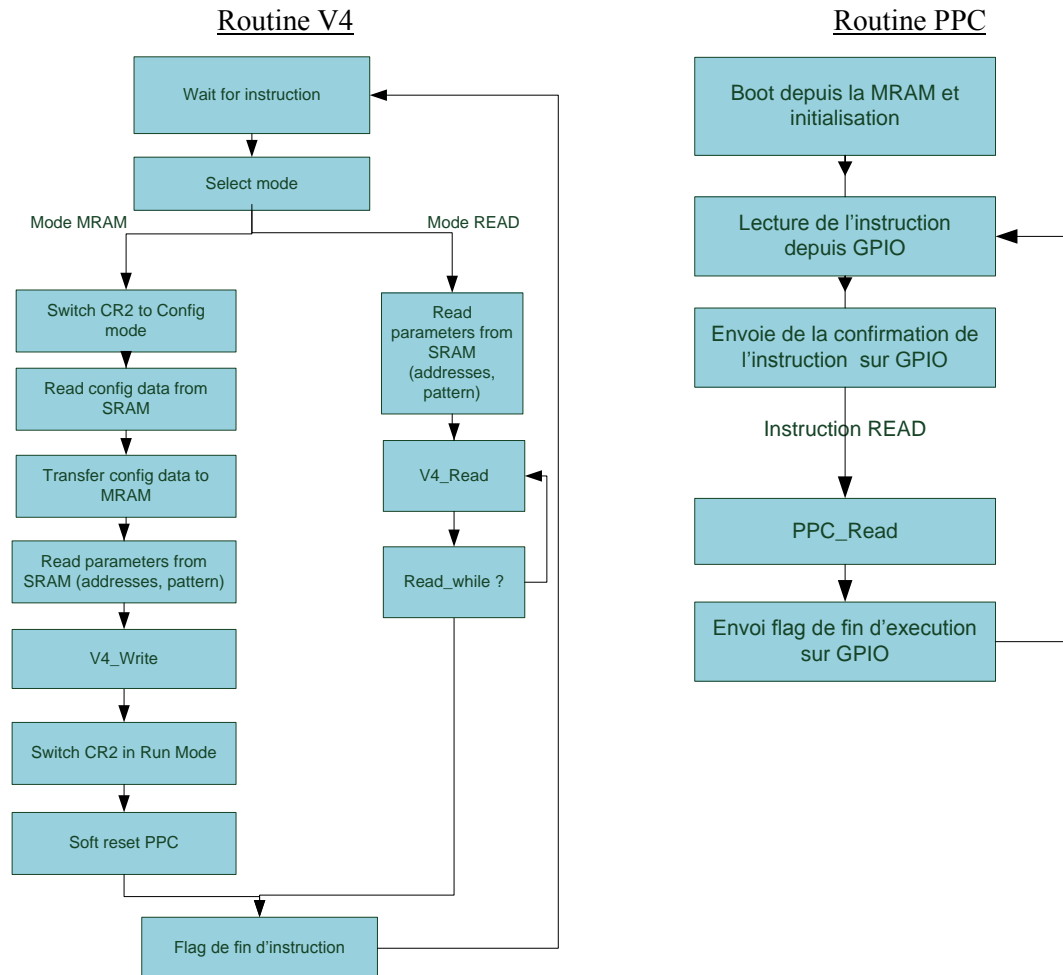 Routine V4
Wait for instruction
Select mode
Mode MRAM
Mode READ
Switch CR2 to Config
mode
Read config data from
SRAM
Transfer config data to
MRAM
Read parameters from
SRAM (addresses, pattern)
V4_Write
Switch CR2 in Run Mode
Soft reset PPC
Read
parameters from
SRAM
(addresses,
pattern)
V4_Read
Read_while ?
Flag de fin d’instruction
Routine PPC
Boot depuis la MRAM et
initialisation
Lecture de l’instruction
depuis GPIO
Envoie de la confirmation de
l’instruction sur GPIO
Instruction READ
PPC_Read
Envoi flag de fin d’execution
sur GPIO